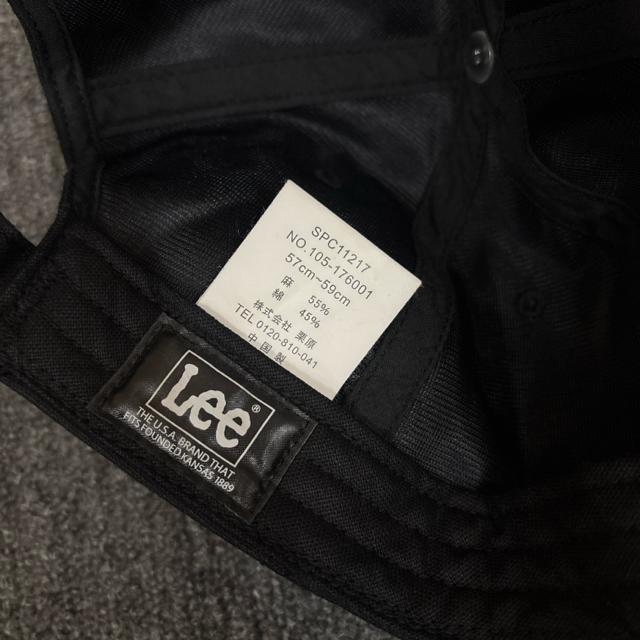 SPC11217
NO.105-176001
57cm~59cm
麻 55%
綿 45%
株式会社 栗原
TEL 0120-810-041
中国製
Lee®
THE U.S.A. BRAND THAT
FITS FOUNDED KANSAS 1889